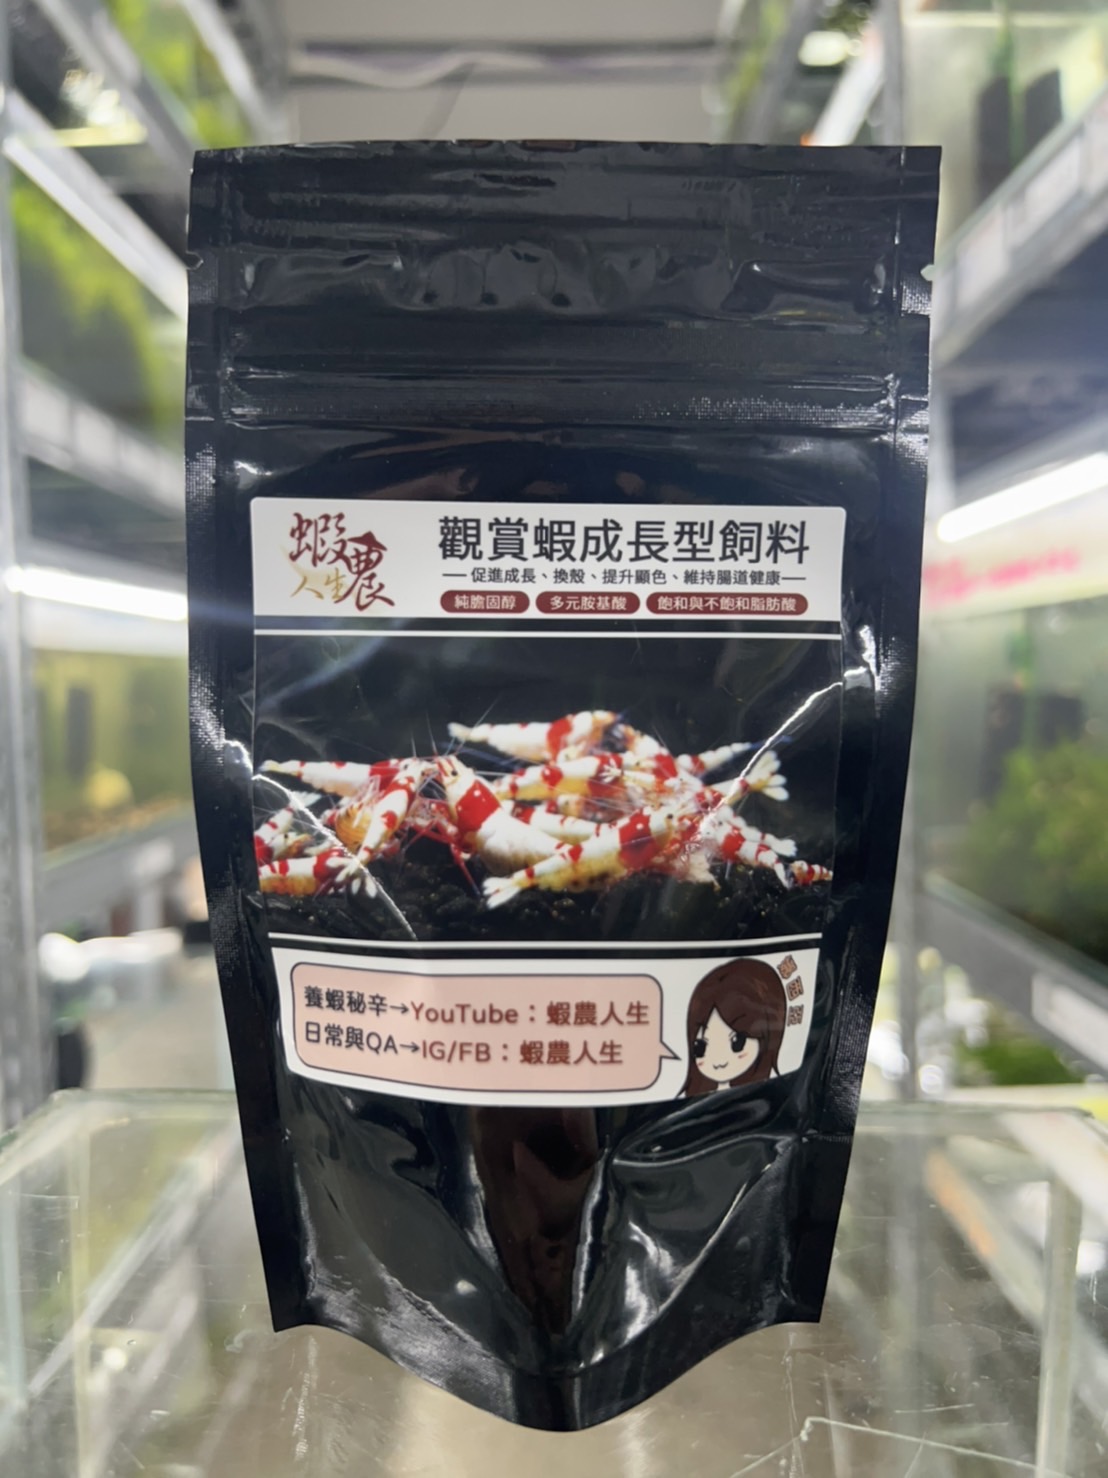 蝦農
人生
觀賞蝦成長型飼料
促進成長、換殼、提升顯色、維持腸道健康
純膽固醇 多元胺基酸 飽和與不飽和脂肪酸
養蝦秘辛→YouTube：蝦農人生
日常與QA→IG/FB：蝦農人生